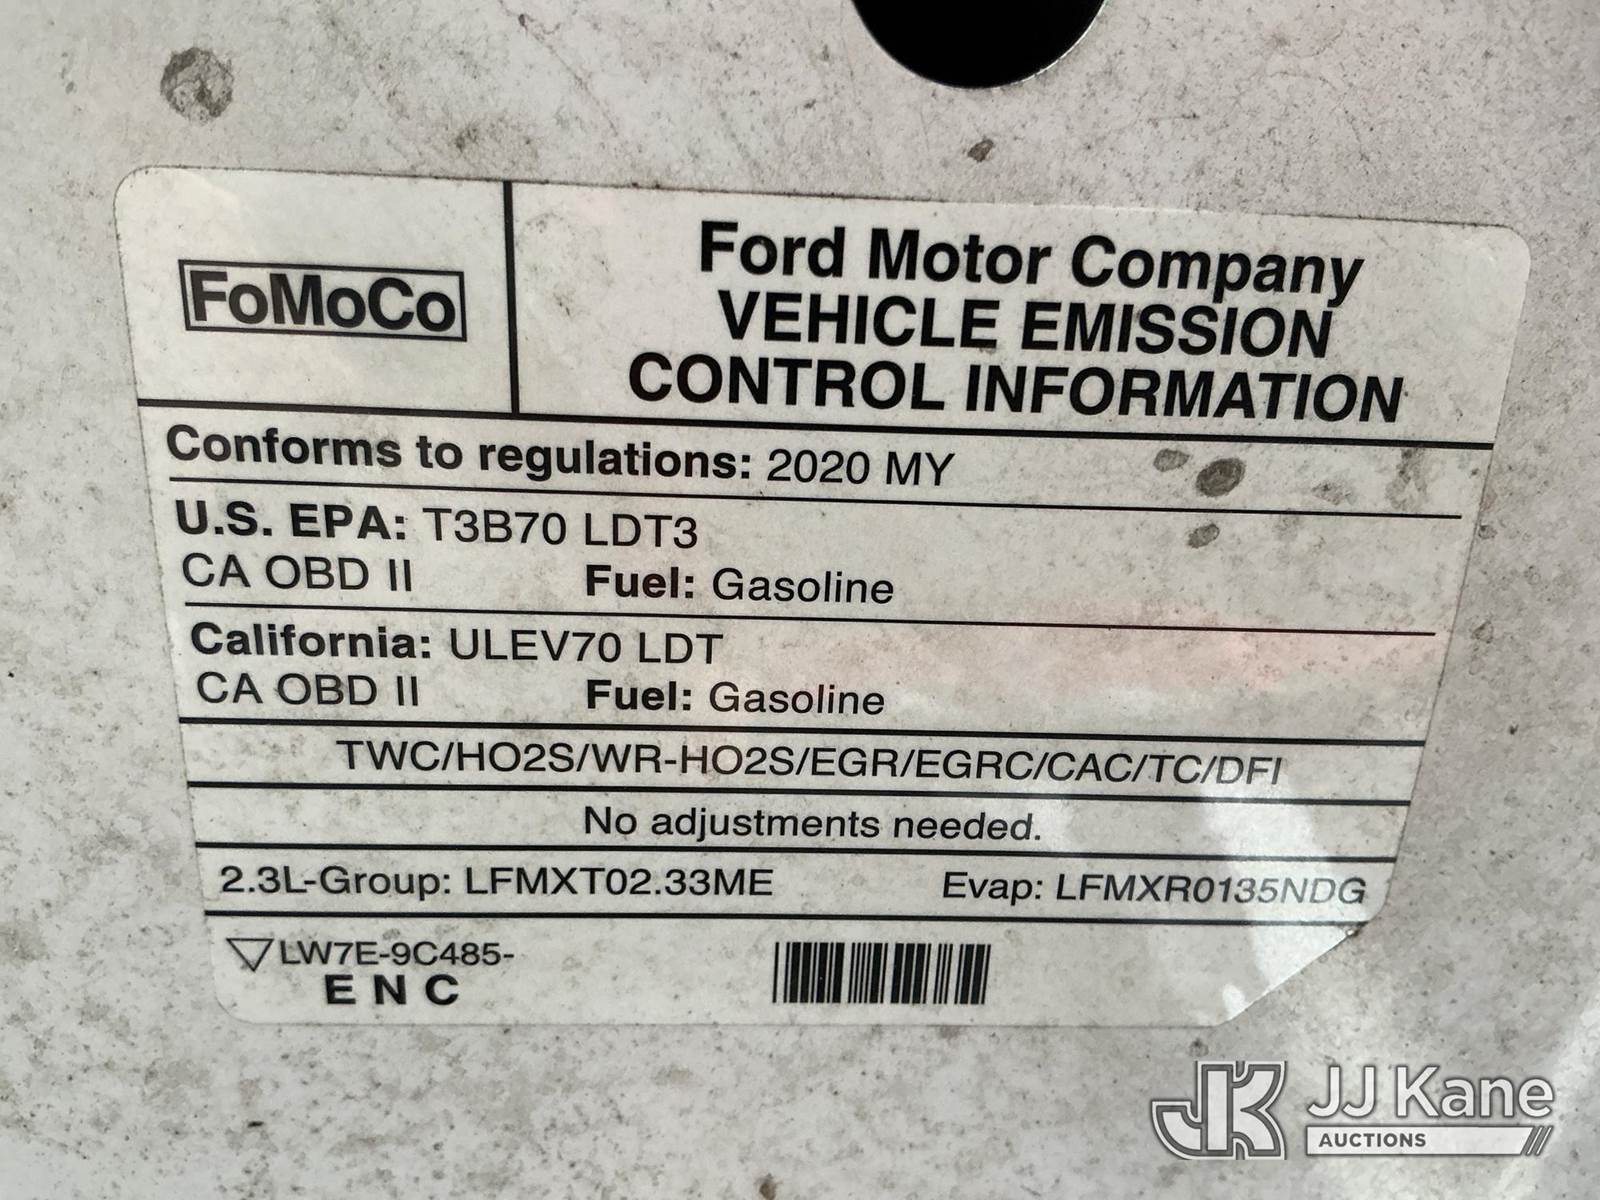 FoMoCo
Ford Motor Company
VEHICLE EMISSION
CONTROL INFORMATION
Conforms to regulations: 2020 MY
U.S. EPA: T3B70 LDT3
CA OBD II Fuel: Gasoline
California: ULEV70 LDT
CA OBD II Fuel: Gasoline
TWC/HO2S/WR-HO2S/EGR/EGRC/CAC/TC/DFI
No adjustments needed.
2.3L-Group: LFMXT02.33ME Evap: LFMXR0135NDG
LW7E-9C485-
E N C
JK JJ Kane
AUCTIONS